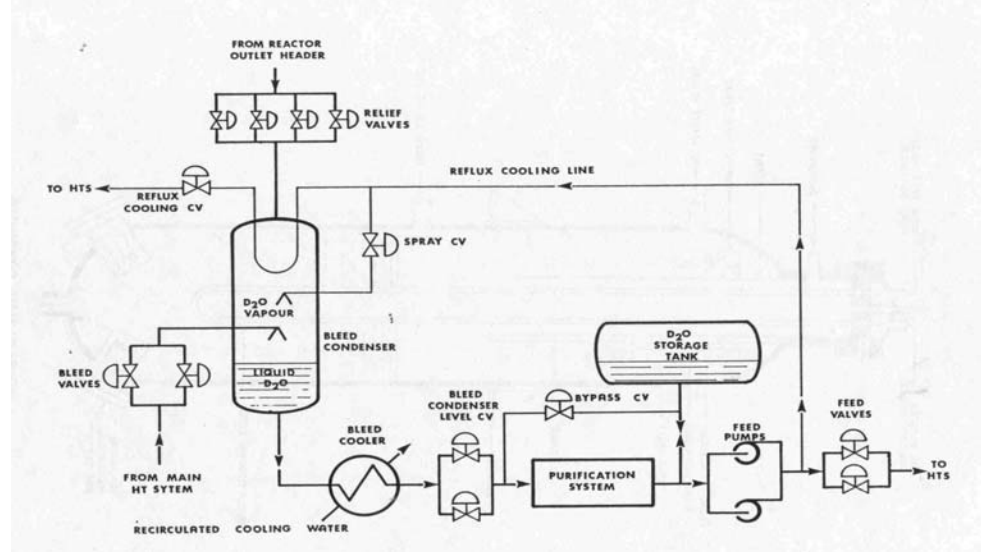 FROM REACTOR
OUTLET HEADER
RELIEF
VALVES
TO HTS
REFLUX
COOLING CV
REFLUX COOLING LINE
SPRAY CV
D2O
VAPOUR
BLEED
CONDENSER
LIQUID
D2O
BLEED
VALVES
FROM MAIN
HT SYTEM
D2O
STORAGE
TANK
BLEED
CONDENSER
LEVEL CV
BYPASS CV
BLEED
COOLER
FEED
PUMPS
FEED
VALVES
PURIFICATION
SYSTEM
TO
HTS
RECIRCULATED COOLING WATER